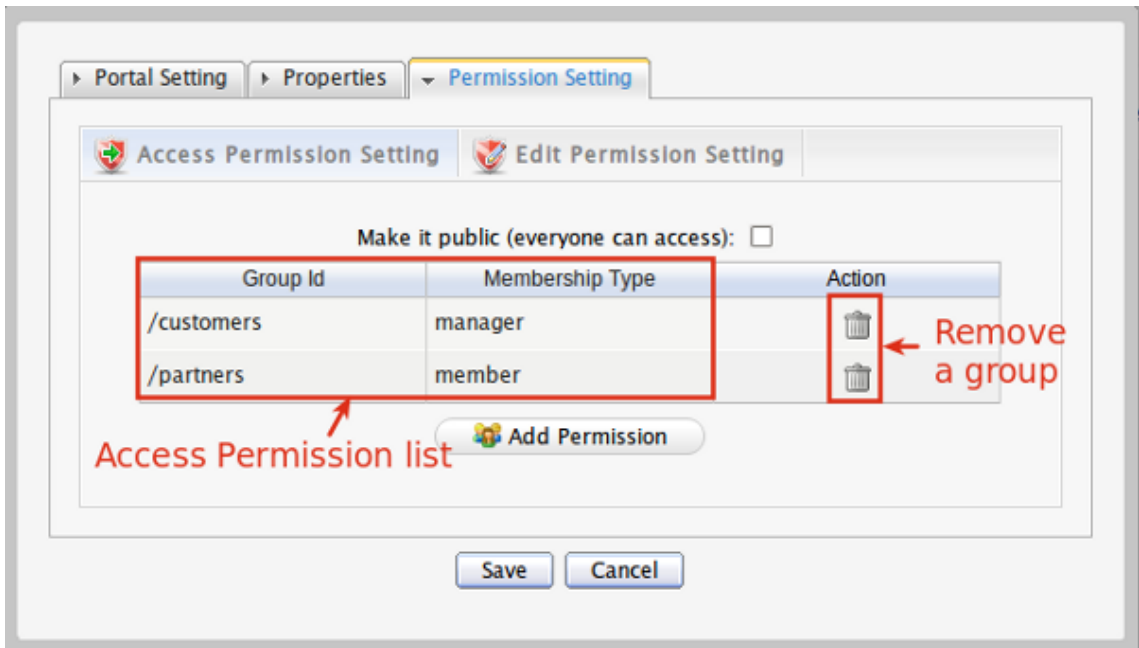 Portal Setting Properties Permission Setting
Access Permission Setting Edit Permission Setting
Make it public (everyone can access):
Group Id Membership Type Action
/customers manager
/partners member
Remove
a group
Access Permission list
Add Permission
Save Cancel